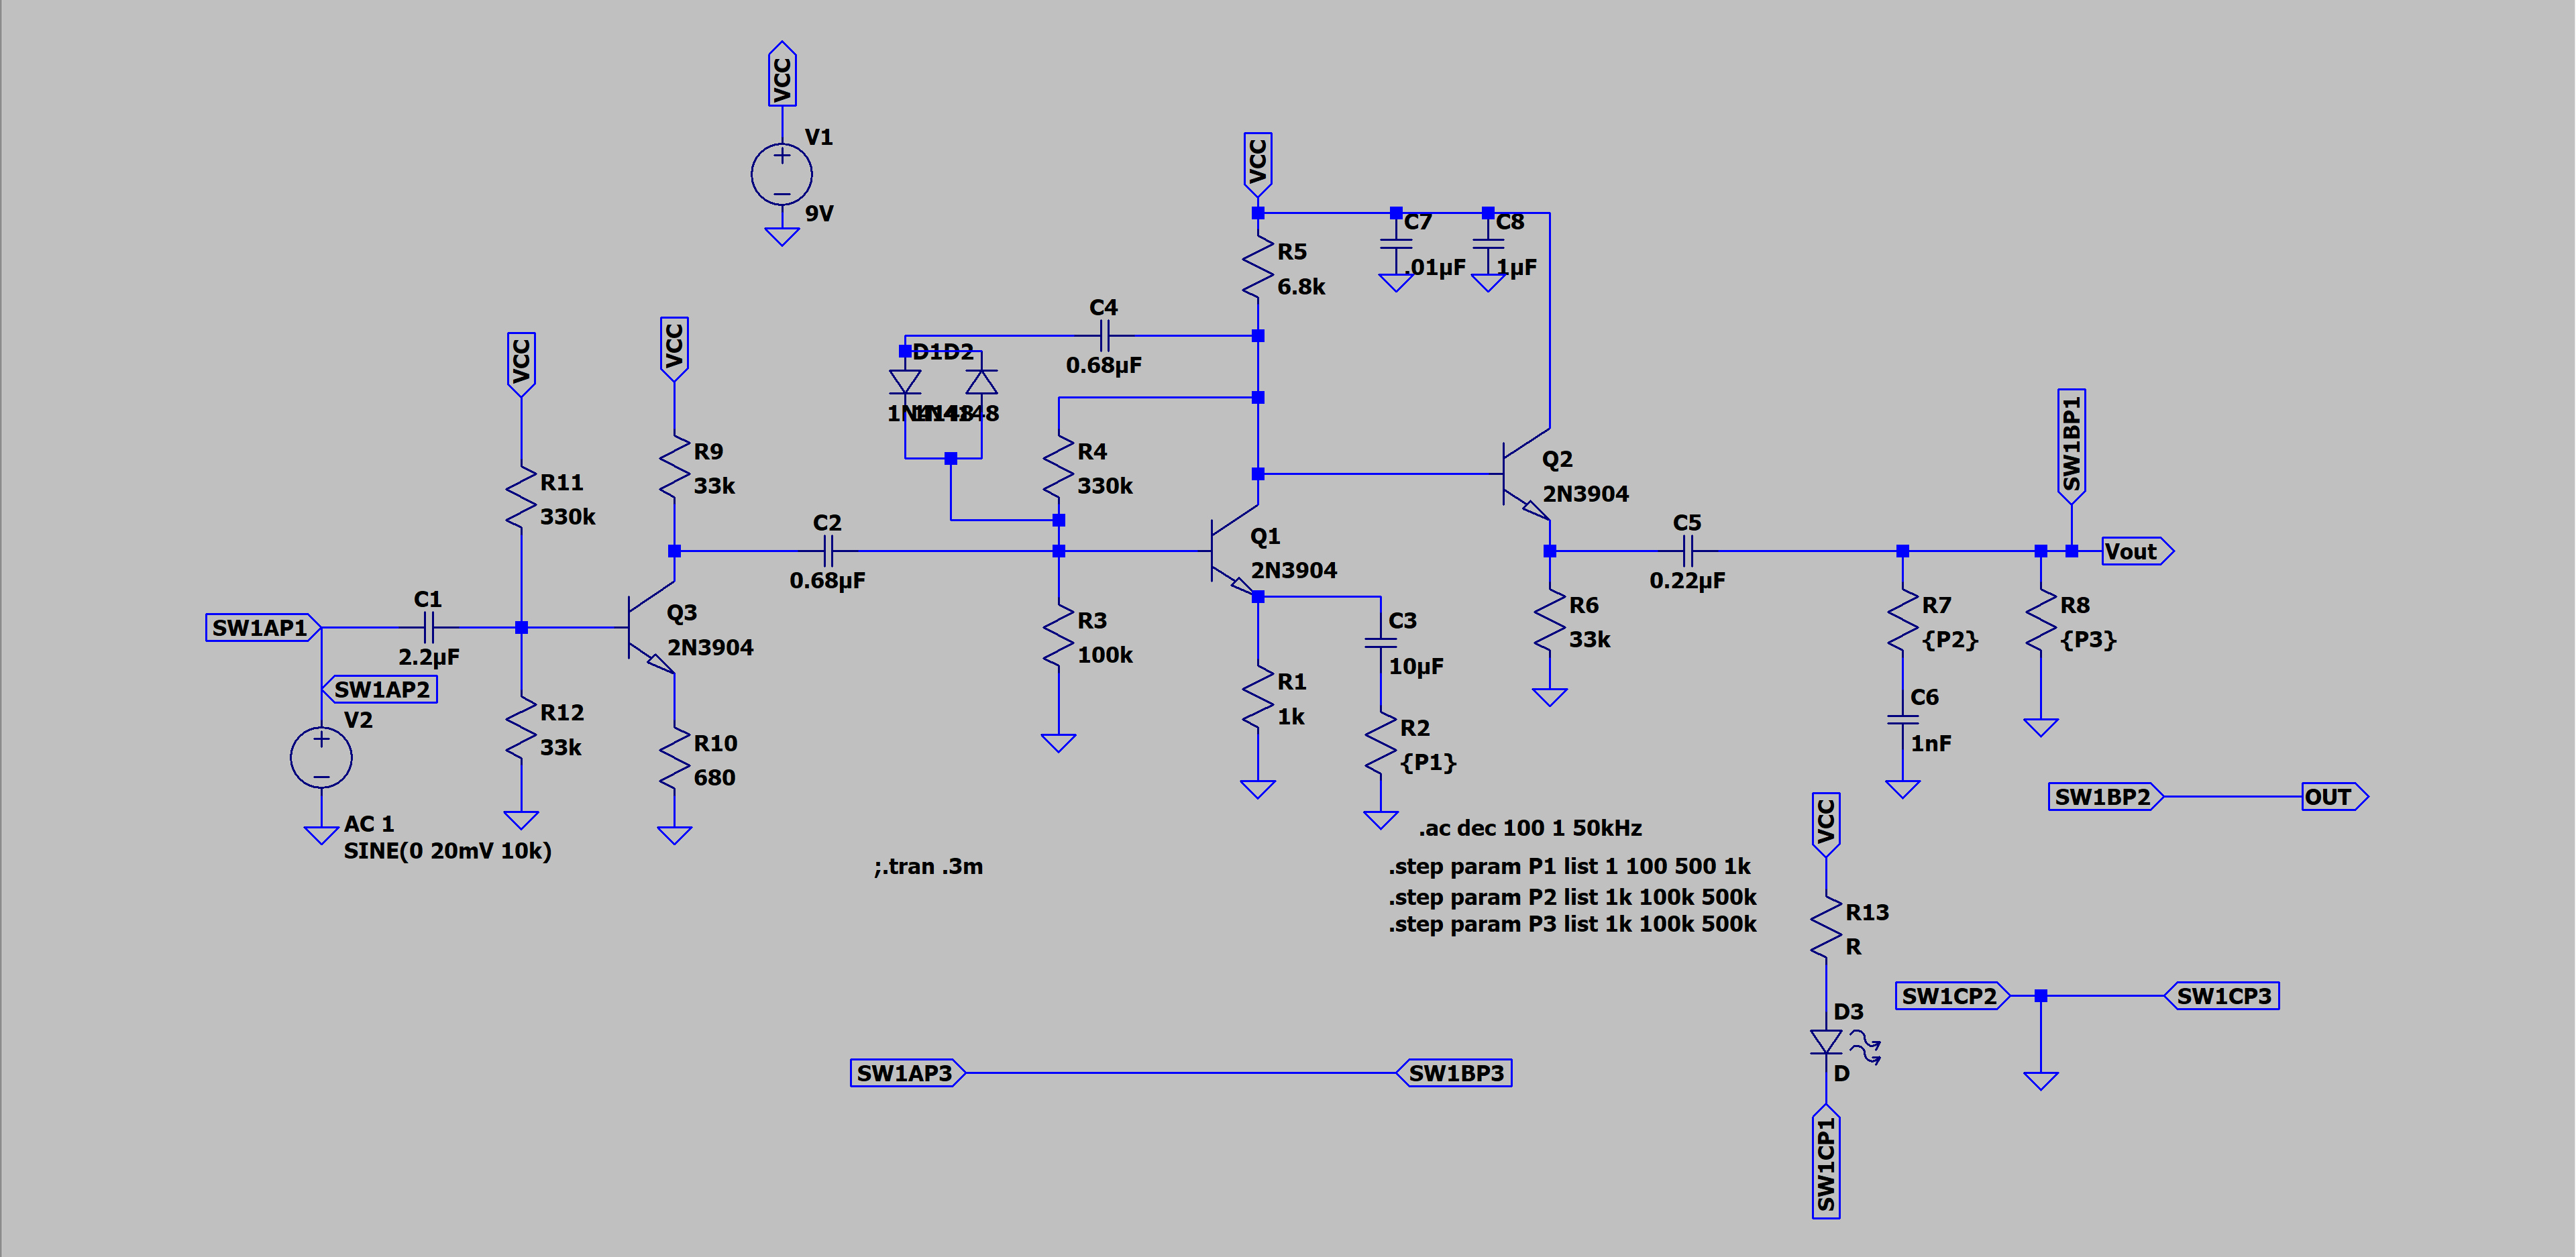 VCC
V1
9V
VCC
C7
.01µF
C8
1µF
R5
6.8k
C4
0.68µF
VCC
VCC
D1D2
1N4148
1N4148
R11
330k
R9
33k
R4
330k
Q2
2N3904
C2
0.68µF
Q1
2N3904
C5
0.22µF
SW1BP1
Vout
SW1AP1
C1
2.2µF
Q3
2N3904
R3
100k
C3
10µF
R6
33k
R7
{P2}
R8
{P3}
SW1AP2
V2
R12
33k
R10
680
R1
1k
R2
{P1}
C6
1nF
SW1BP2
OUT
AC 1
SINE(0 20mV 10k)
;.tran .3m
.ac dec 100 1 50kHz
.step param P1 list 1 100 500 1k
.step param P2 list 1k 100k 500k
.step param P3 list 1k 100k 500k
VCC
R13
R
D3
D
SW1CP1
SW1CP2
SW1CP3
SW1AP3
SW1BP3